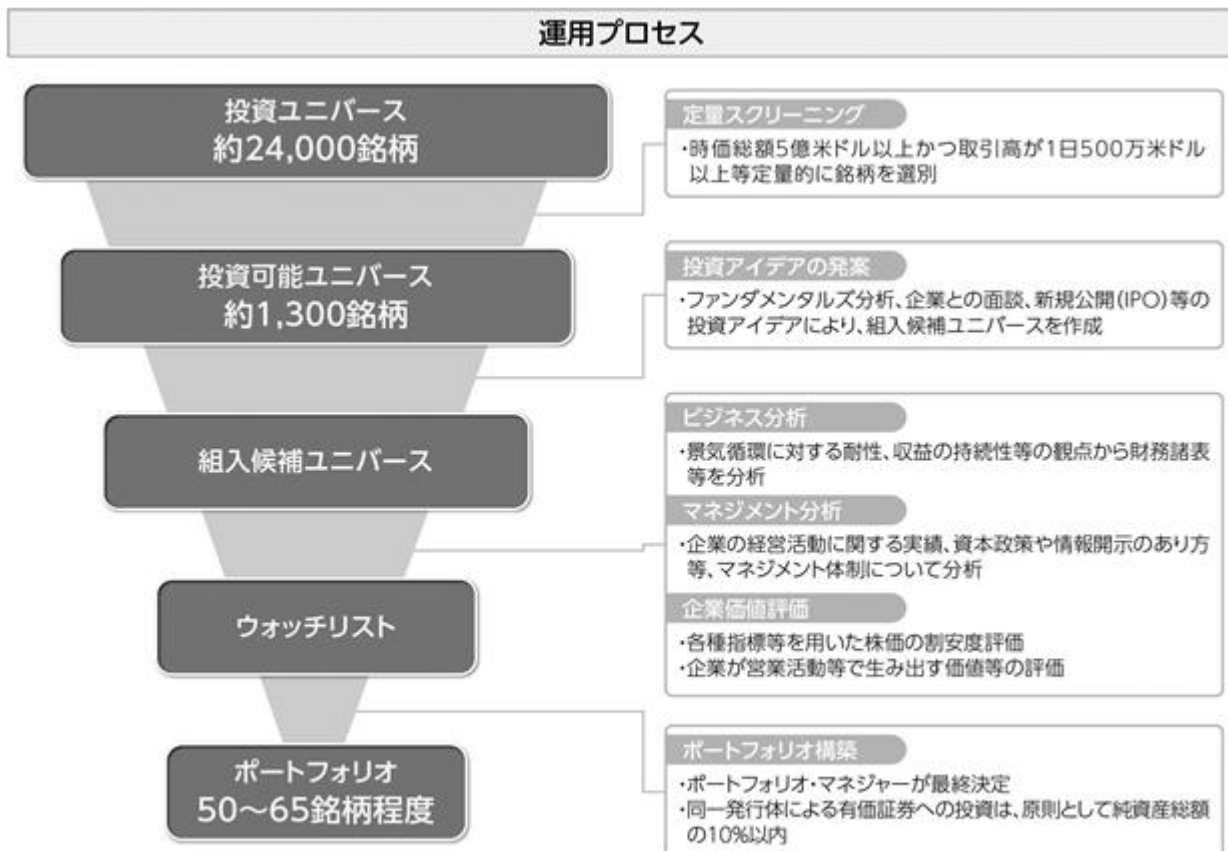 運用プロセス
投資ユニバース
約24,000銘柄
定量スクリーニング
・時価総額5億米ドル以上かつ取引高が1日500万米ドル
以上等定量的に銘柄を選別
投資可能ユニバース
約1,300銘柄
投資アイデアの発案
・ファンダメンタルズ分析、企業との面談、新規公開(IPO)等の
投資アイデアにより、組入候補ユニバースを作成
組入候補ユニバース
ビジネス分析
・景気循環に対する耐性、収益の持続性等の観点から財務諸表
等を分析
マネジメント分析
・企業の経営活動に関する実績、資本政策や情報開示のあり方
等、マネジメント体制について分析
企業価値評価
・各種指標等を用いた株価の割安度評価
・企業が営業活動等で生み出す価値等の評価
ウォッチリスト
ポートフォリオ
50～65銘柄程度
ポートフォリオ構築
・ポートフォリオ・マネジャーが最終決定
・同一発行体による有価証券への投資は、原則として純資産総額
の10%以内